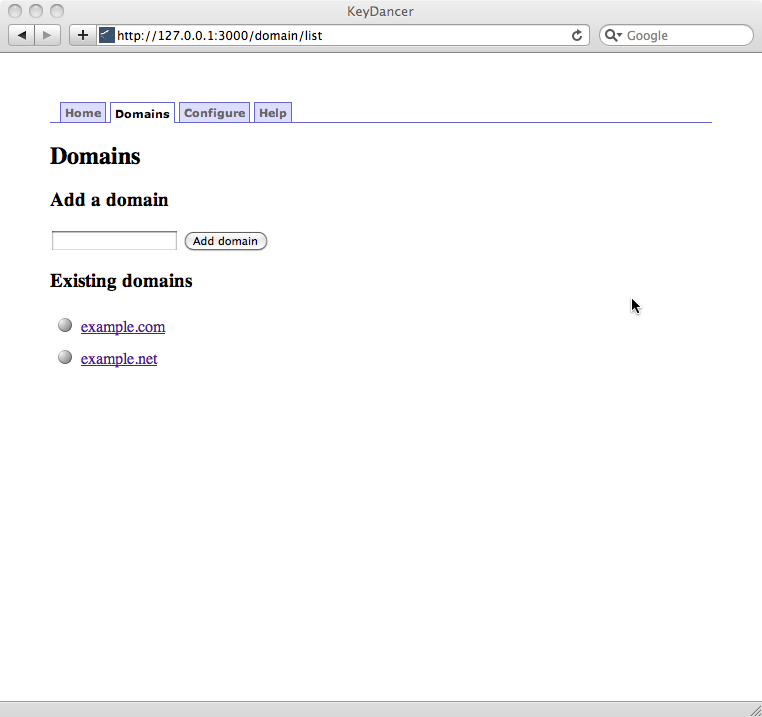 KeyDancer
http://127.0.0.1:3000/domain/list
Google
Home Domains Configure Help
Domains
Add a domain
Add domain
Existing domains
example.com
example.net